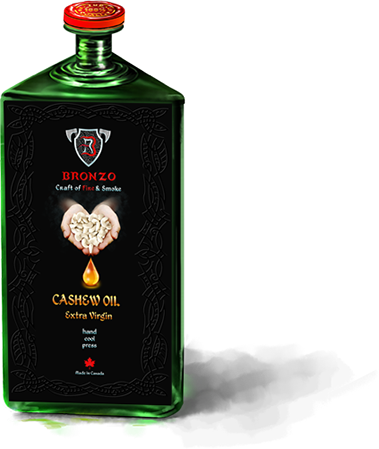 BRONZO
Craft of Fire & Smoke
CASHEW OIL
Extra Virgin
hand
cool
press
Made in Canada